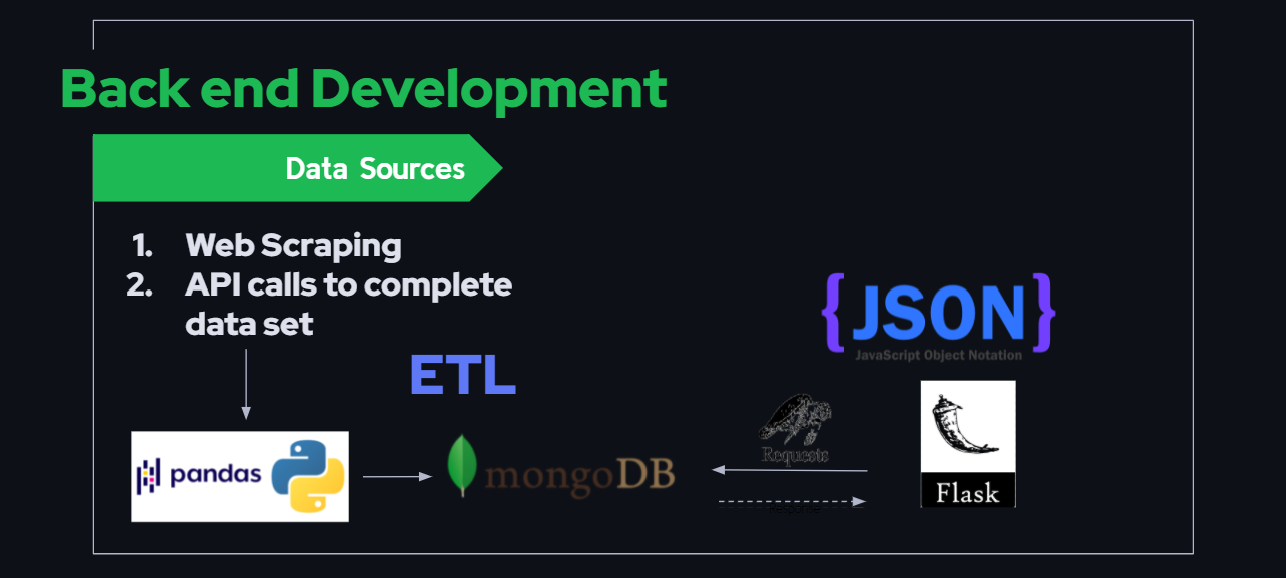 Back end Development
Data Sources
1. Web Scraping
2. API calls to complete
data set
ETL
{JSON}
JavaScript Object Notation
pandas
mongoDB
Requests
Response
Flask